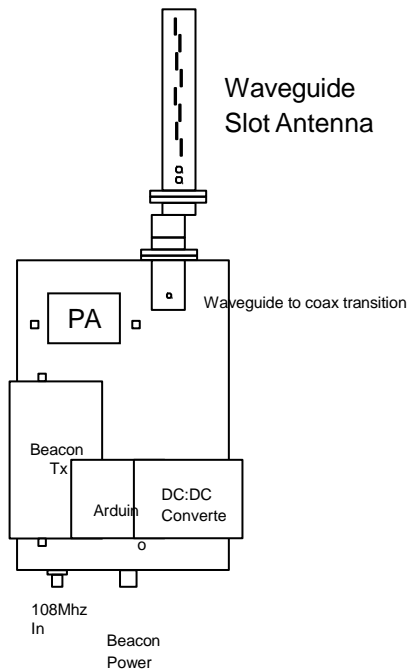 Waveguide
Slot Antenna
Waveguide to coax transition
PA
Beacon
Tx
Arduin
o
DC:DC
Converte
108Mhz
In
Beacon
Power